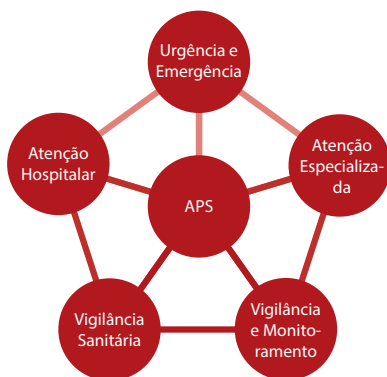 Urgência e
Emergência
Atenção
Hospitalar
Atenção
Especializa-
da
APS
Vigilância
Sanitária
Vigilância
e Monito-
ramento